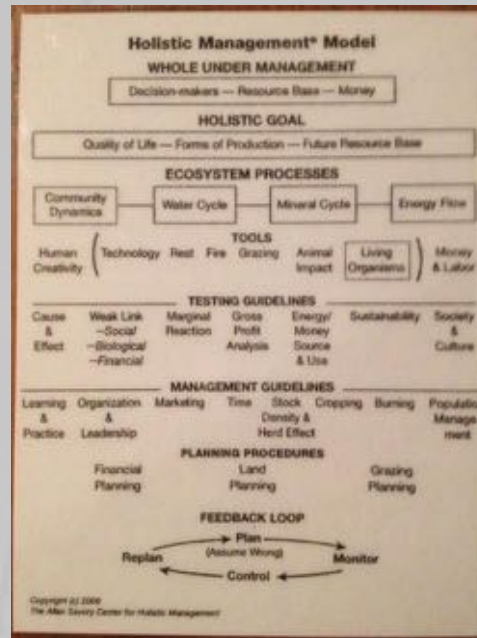 Holistic Management® Model
WHOLE UNDER MANAGEMENT
Decision-makers — Resource Base — Money
HOLISTIC GOAL
Quality of Life — Forms of Production — Future Resource Base
ECOSYSTEM PROCESSES
Community Dynamics Water Cycle Mineral Cycle Energy Flow
TOOLS
Human Creativity ( Technology Rest Fire Grazing Animal Impact Living Organisms ) Money & Labor
TESTING GUIDELINES
Cause & Effect Weak Link –Social –Biological –Financial Marginal Reaction Gross Profit Analysis Energy/Money Source & Use Sustainability Society & Culture
MANAGEMENT GUIDELINES
Learning & Practice Organization & Leadership Marketing Time Stock Density & Herd Effect Cropping Burning Populatio Manage ment
PLANNING PROCEDURES
Financial Planning Land Planning Grazing Planning
FEEDBACK LOOP
Plan
(Assume Wrong)
Replan Monitor
Control
Copyright (c) 2009
The Allan Savory Center for Holistic Management